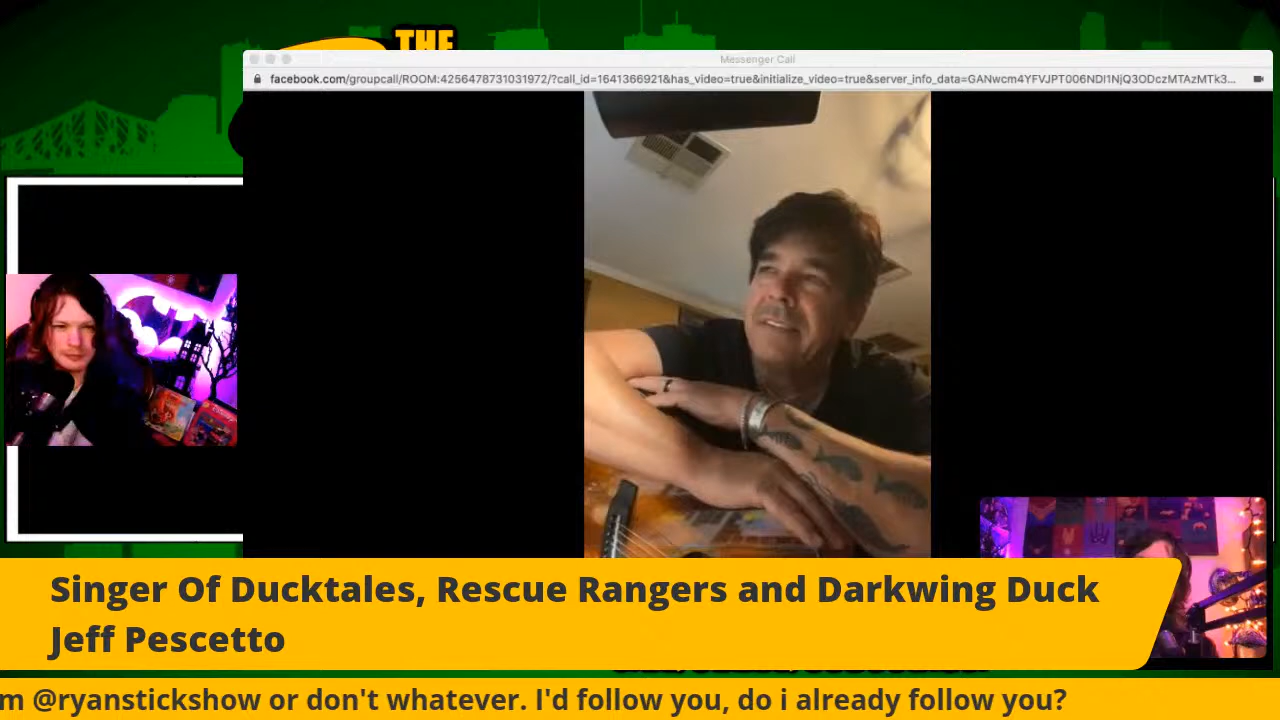 THE
Messenger Call
facebook.com/groupcall/ROOM:4256478731031972/?call_id=1641366921&has_video=true&initialize_video=true&server_info_data=GANwcm4YFVJPT006NDI1NjQ3ODczMTAzMTk3...
Singer Of Ducktales, Rescue Rangers and Darkwing Duck
Jeff Pescetto
m @ryanstickshow or don't whatever. I'd follow you, do i already follow you?